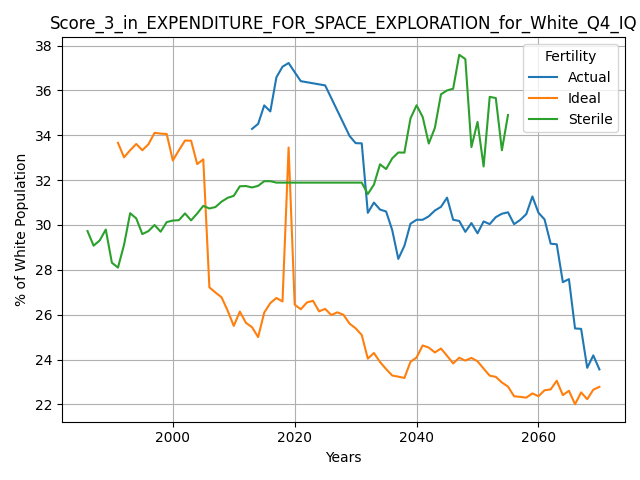 Score_3_in_EXPENDITURE_FOR_SPACE_EXPLORATION_for_White_Q4_IQ
Fertility
Actual
Ideal
Sterile
% of White Population
38
36
34
32
30
28
26
24
22
2000
2020
2040
2060
Years